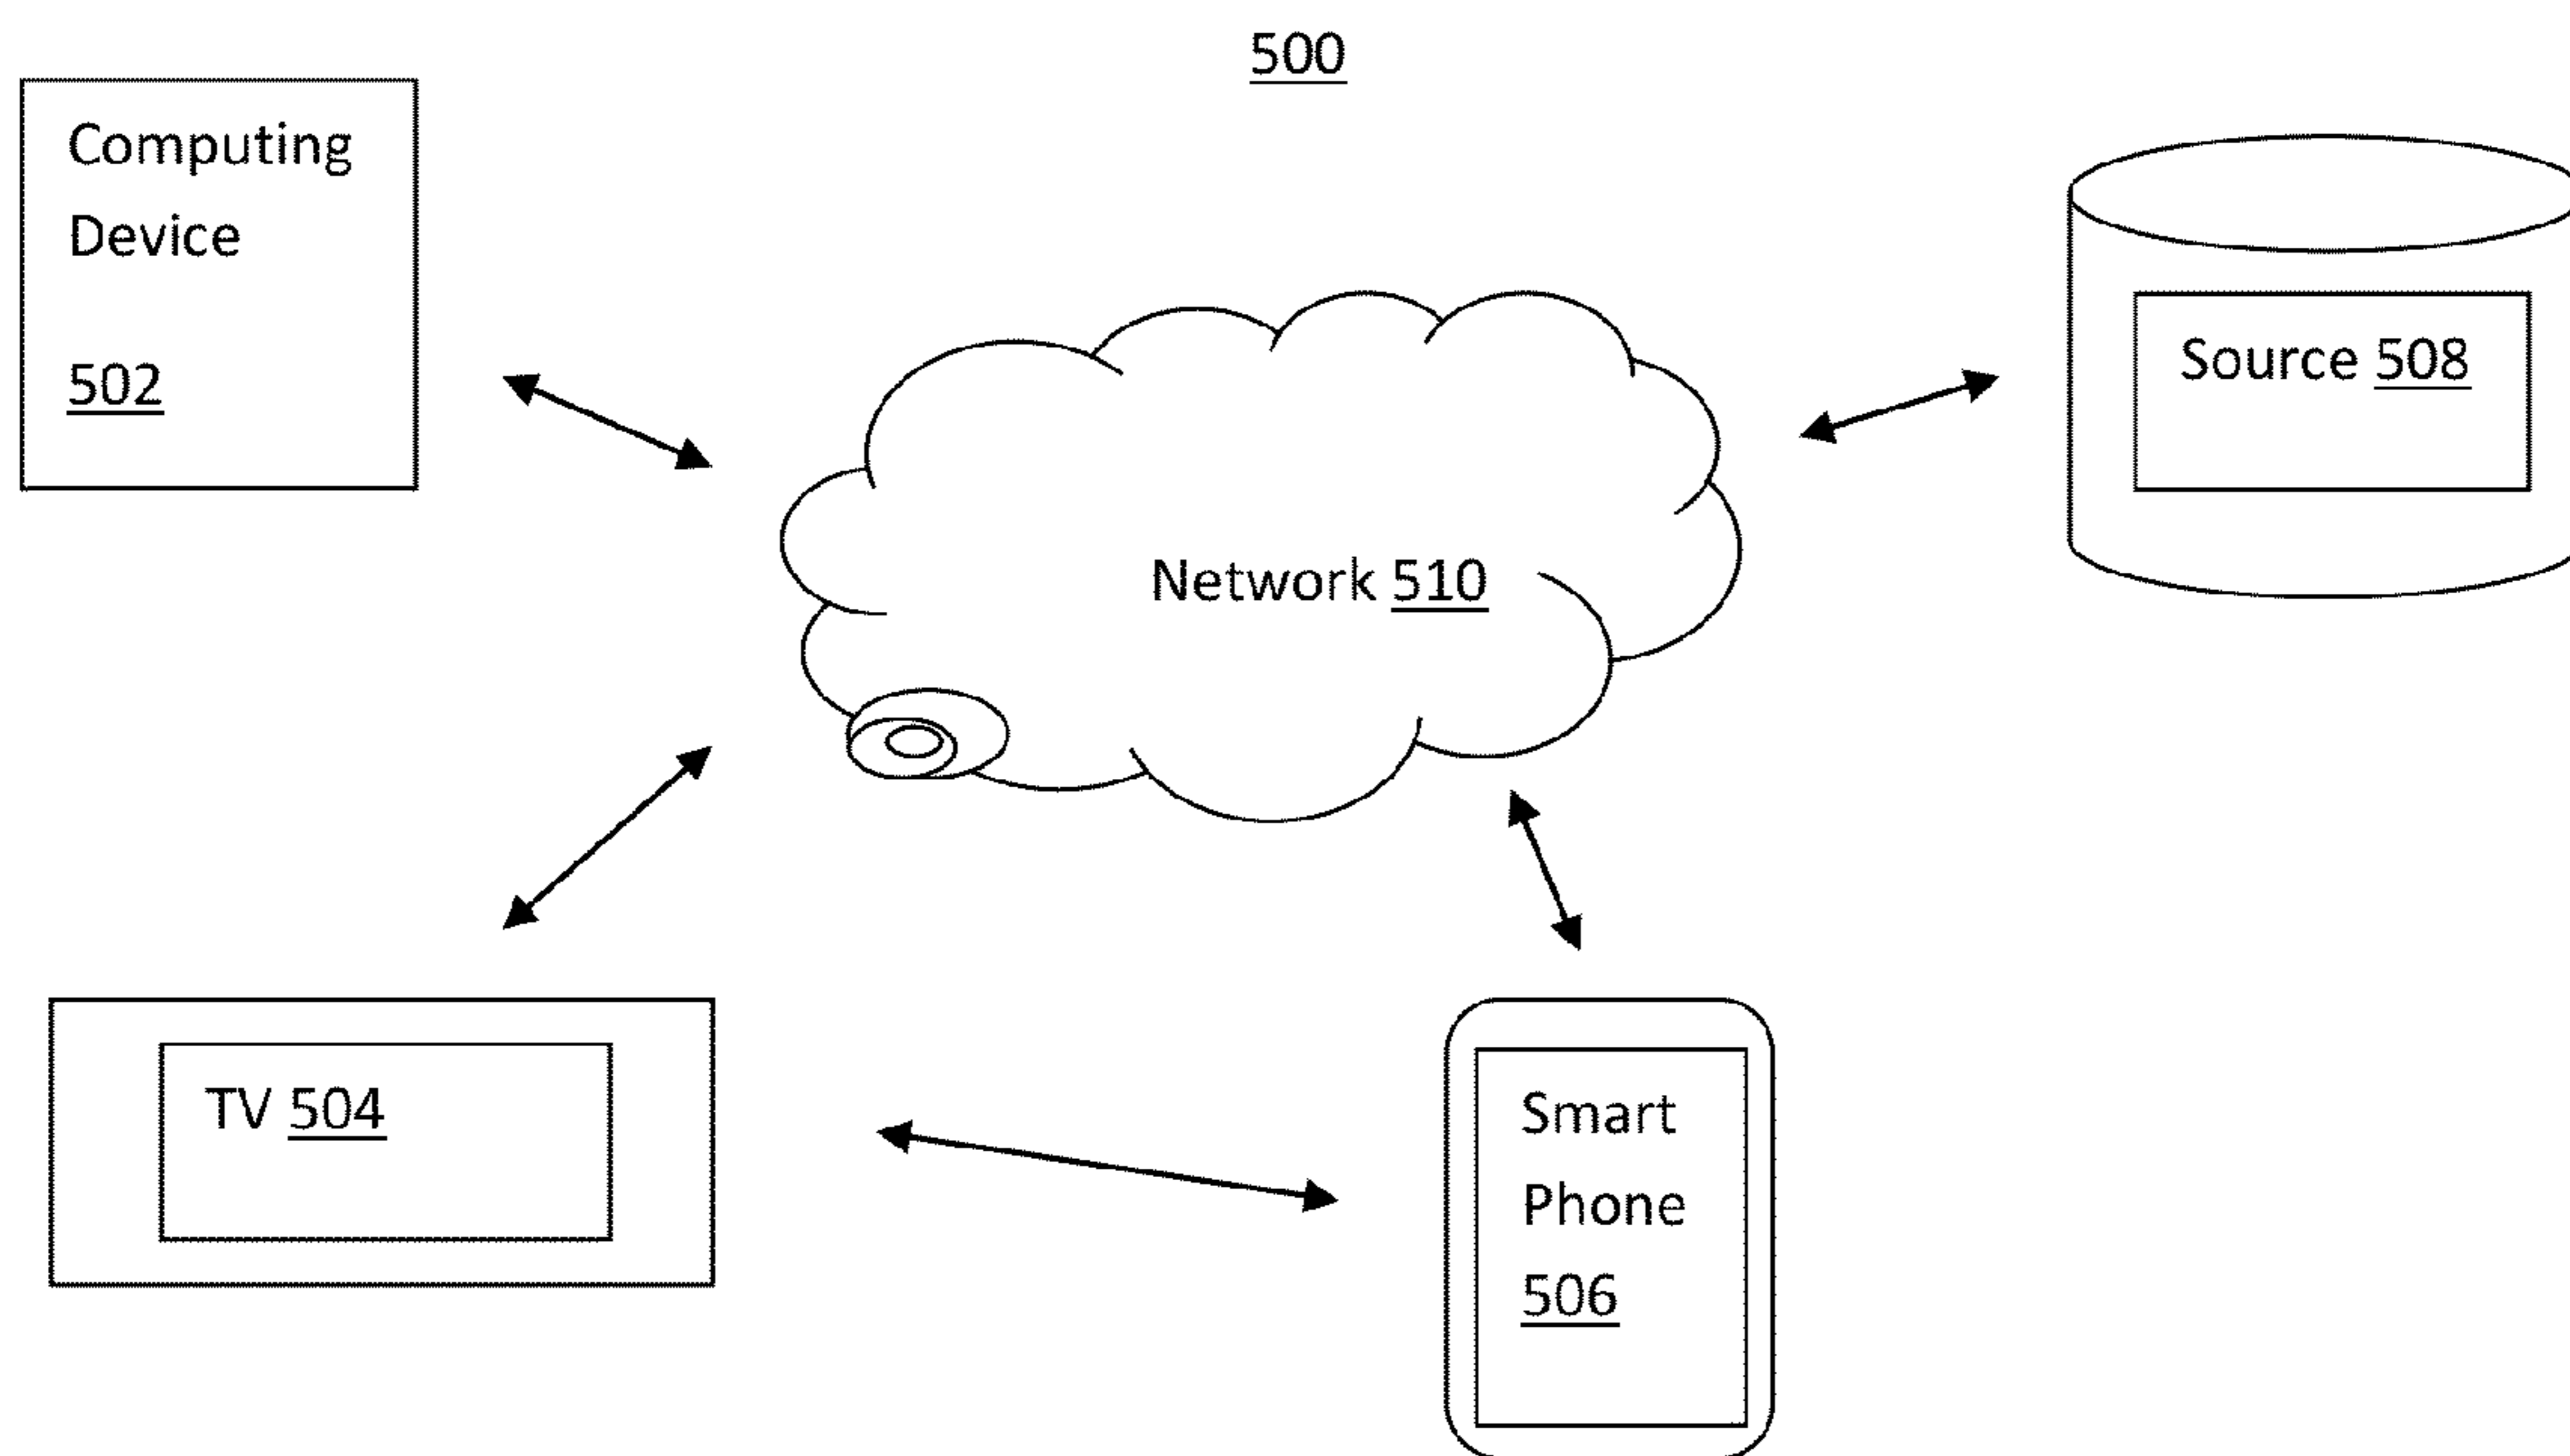 500
Computing
Device
502
Source 508
Network 510
TV 504
Smart
Phone
506